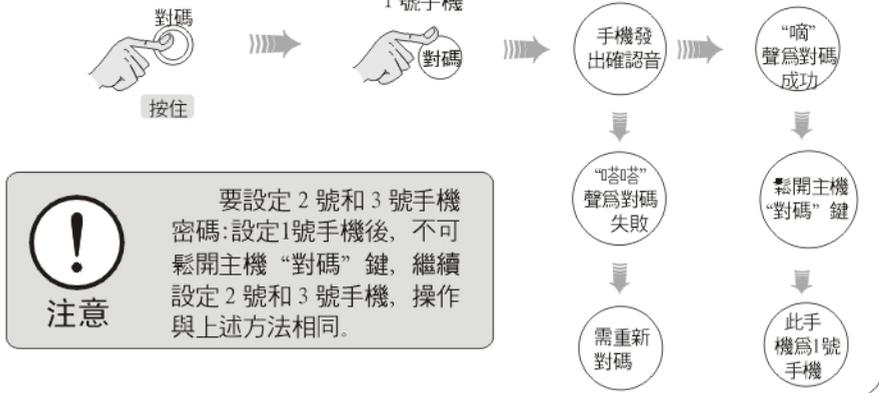 1 號手機
對碼
對碼
按住
手機發
出確認音
“嘀”
聲爲對碼
成功
“嗒嗒”
聲爲對碼
失敗
鬆開主機
“對碼”鍵
需重新
對碼
此手
機爲1號
手機
要設定 2 號和 3 號手機
密碼:設定1號手機後，不可
鬆開主機“對碼”鍵，繼續
設定 2 號和 3 號手機，操作
與上述方法相同。
注意